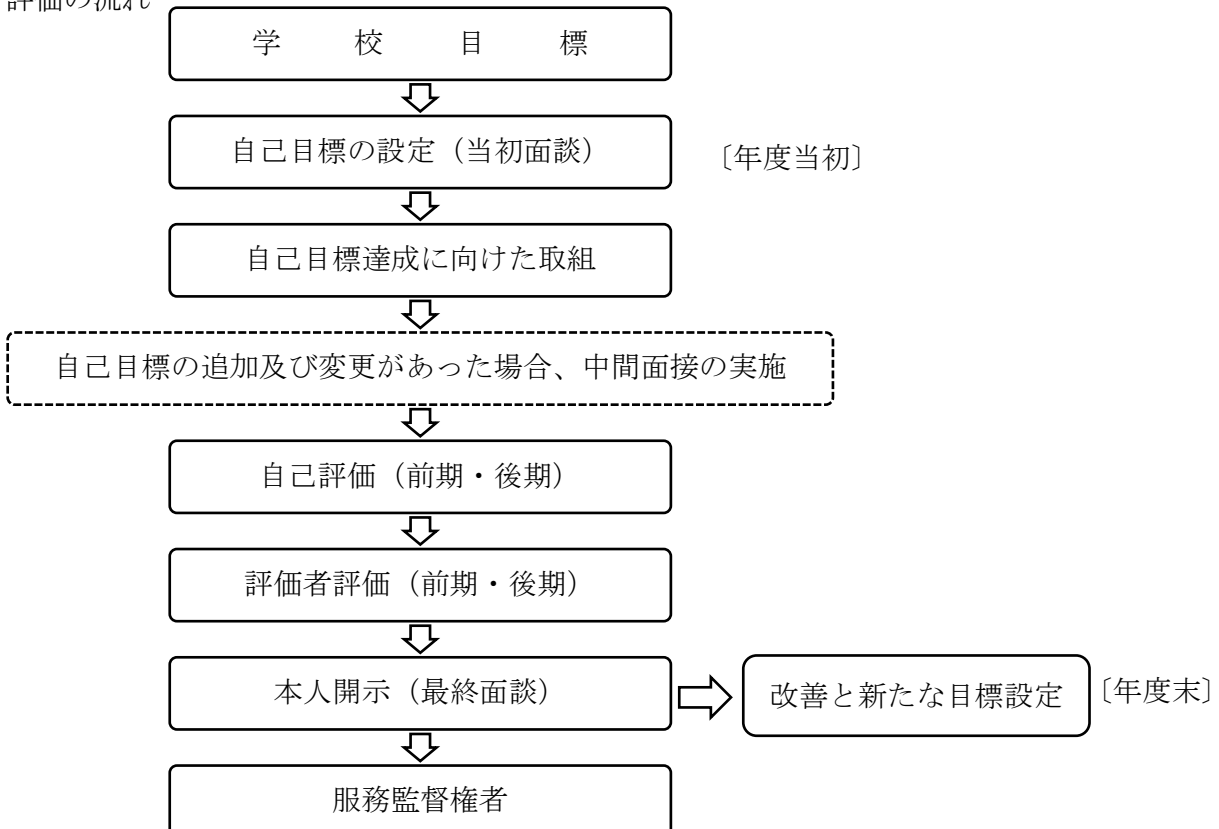 評価の流れ
学校目標
自己目標の設定（当初面談）
〔年度当初〕
自己目標達成に向けた取組
自己目標の追加及び変更があった場合、中間面接の実施
自己評価（前期・後期）
評価者評価（前期・後期）
本人開示（最終面談）
改善と新たな目標設定
〔年度末〕
服務監督権者